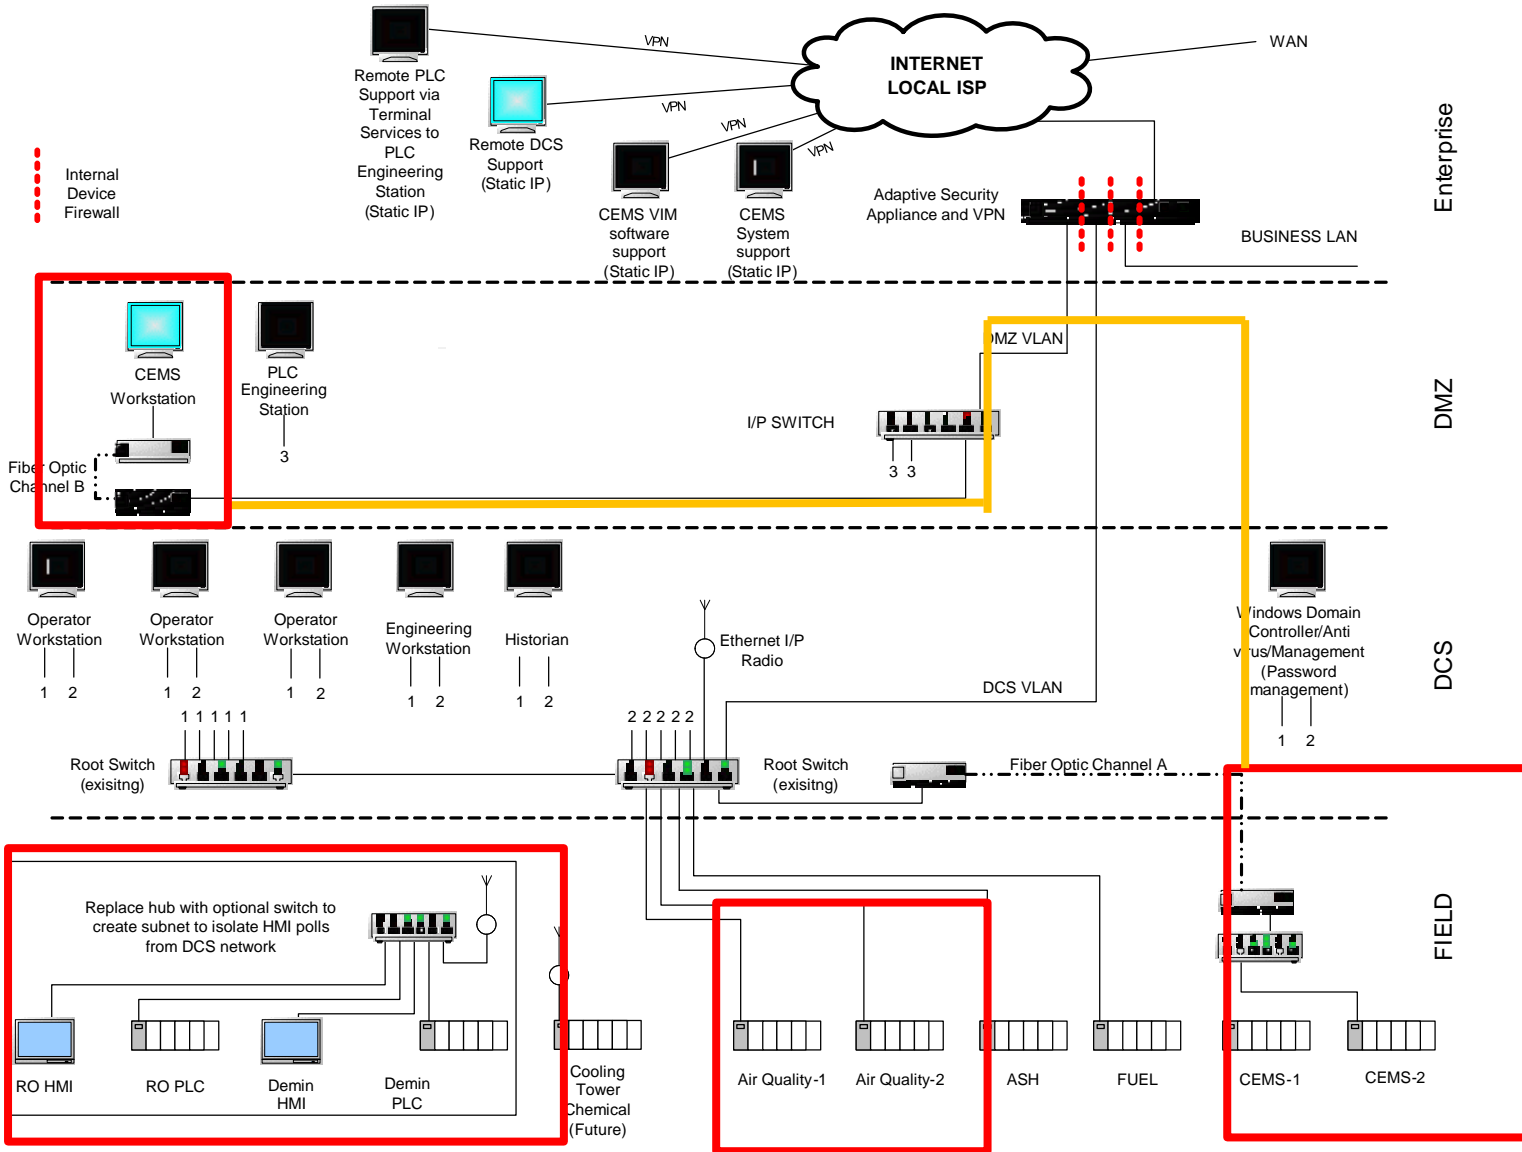 VPN
WAN
INTERNET
LOCAL ISP
Remote PLC
Support via
Terminal
Services to
PLC
Engineering
Station
(Static IP)
VPN
Remote DCS
Support
(Static IP)
VPN
VPN
Enterprise
Internal
Device
Firewall
CEMS VIM
software
support
(Static IP)
CEMS
System
support
(Static IP)
Adaptive Security
Appliance and VPN
BUSINESS LAN
CEMS
Workstation
PLC
Engineering
Station
3
DMZ VLAN
I/P SWITCH
3 3
DMZ
Fiber Optic
Channel B
Operator
Workstation
1 2
Operator
Workstation
1 2
Operator
Workstation
1 2
Engineering
Workstation
1 2
Historian
1 2
Ethernet I/P
Radio
DCS VLAN
Windows Domain
Controller/Anti
virus/Management
(Password
management)
1 2
DCS
1 1 1 1 1
Root Switch
(exisitng)
2 2 2 2 2
Root Switch
(exisitng)
Fiber Optic Channel A
Replace hub with optional switch to
create subnet to isolate HMI polls
from DCS network
FIELD
RO HMI
RO PLC
Demin
HMI
Demin
PLC
Cooling
Tower
Chemical
(Future)
Air Quality-1
Air Quality-2
ASH
FUEL
CEMS-1
CEMS-2